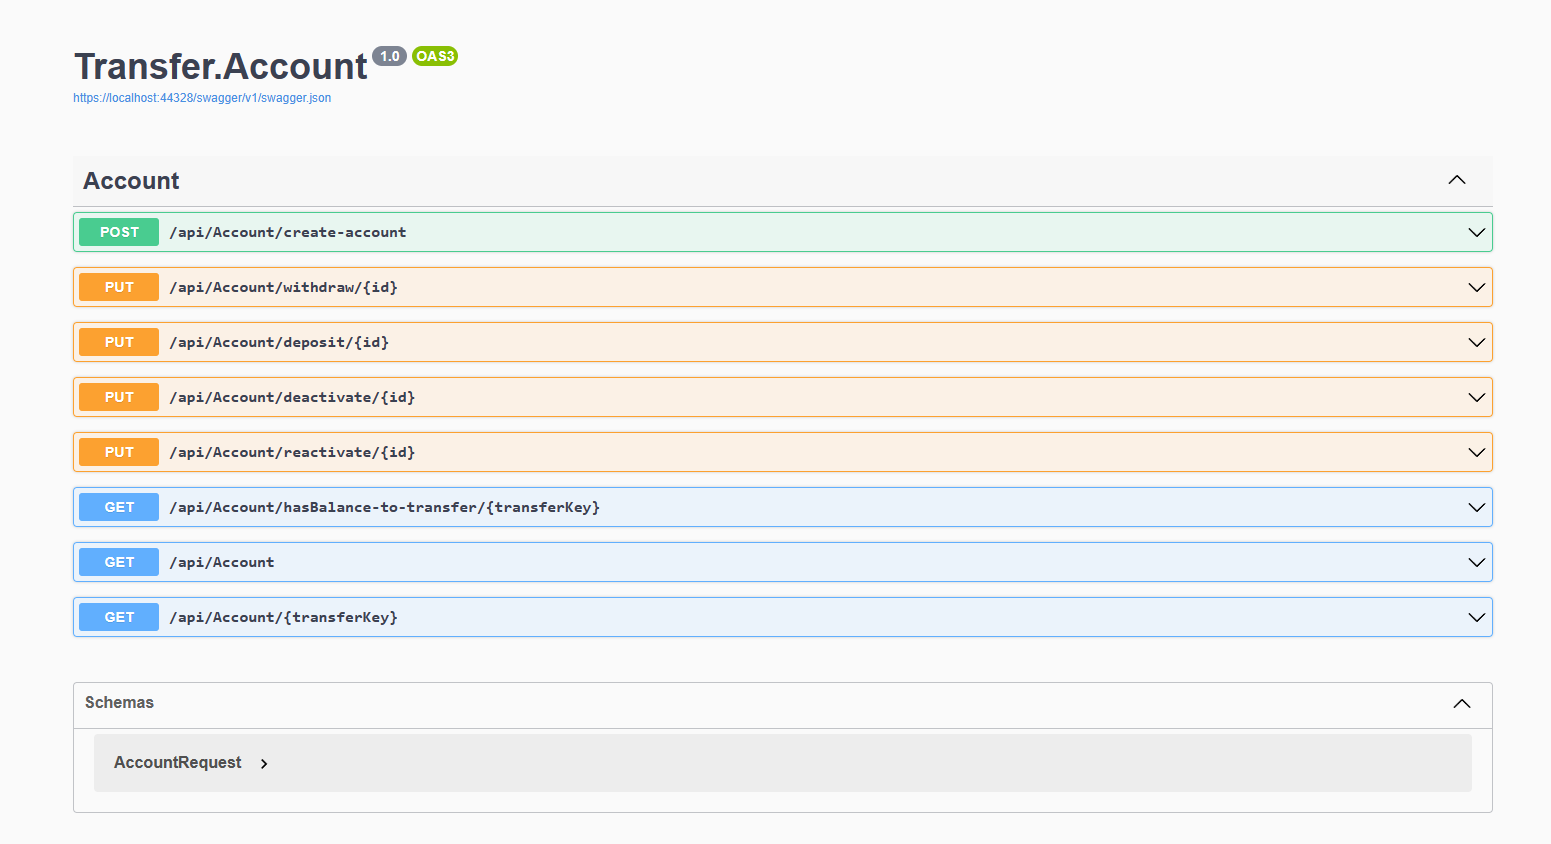 Transfer.Account 1.0 OAS3
https://localhost:44328/swagger/v1/swagger.json
Account
POST /api/Account/create-account
PUT /api/Account/withdraw/{id}
PUT /api/Account/deposit/{id}
PUT /api/Account/deactivate/{id}
PUT /api/Account/reactivate/{id}
GET /api/Account/hasBalance-to-transfer/{transferKey}
GET /api/Account
GET /api/Account/{transferKey}
Schemas
AccountRequest